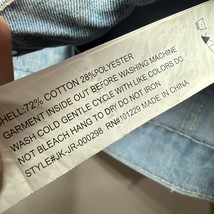 SHELL:72% COTTON 28%POLYESTER
GARMENT INSIDE OUT BEFORE WASHING MACHINE
WASH COLD GENTLE CYCLE WITH LIKE COLORS DO
NOT BLEACH HANG TO DRY DO NOT IRON
STYLE#JK-JR-000298 RN#101229 MADE IN CHINA